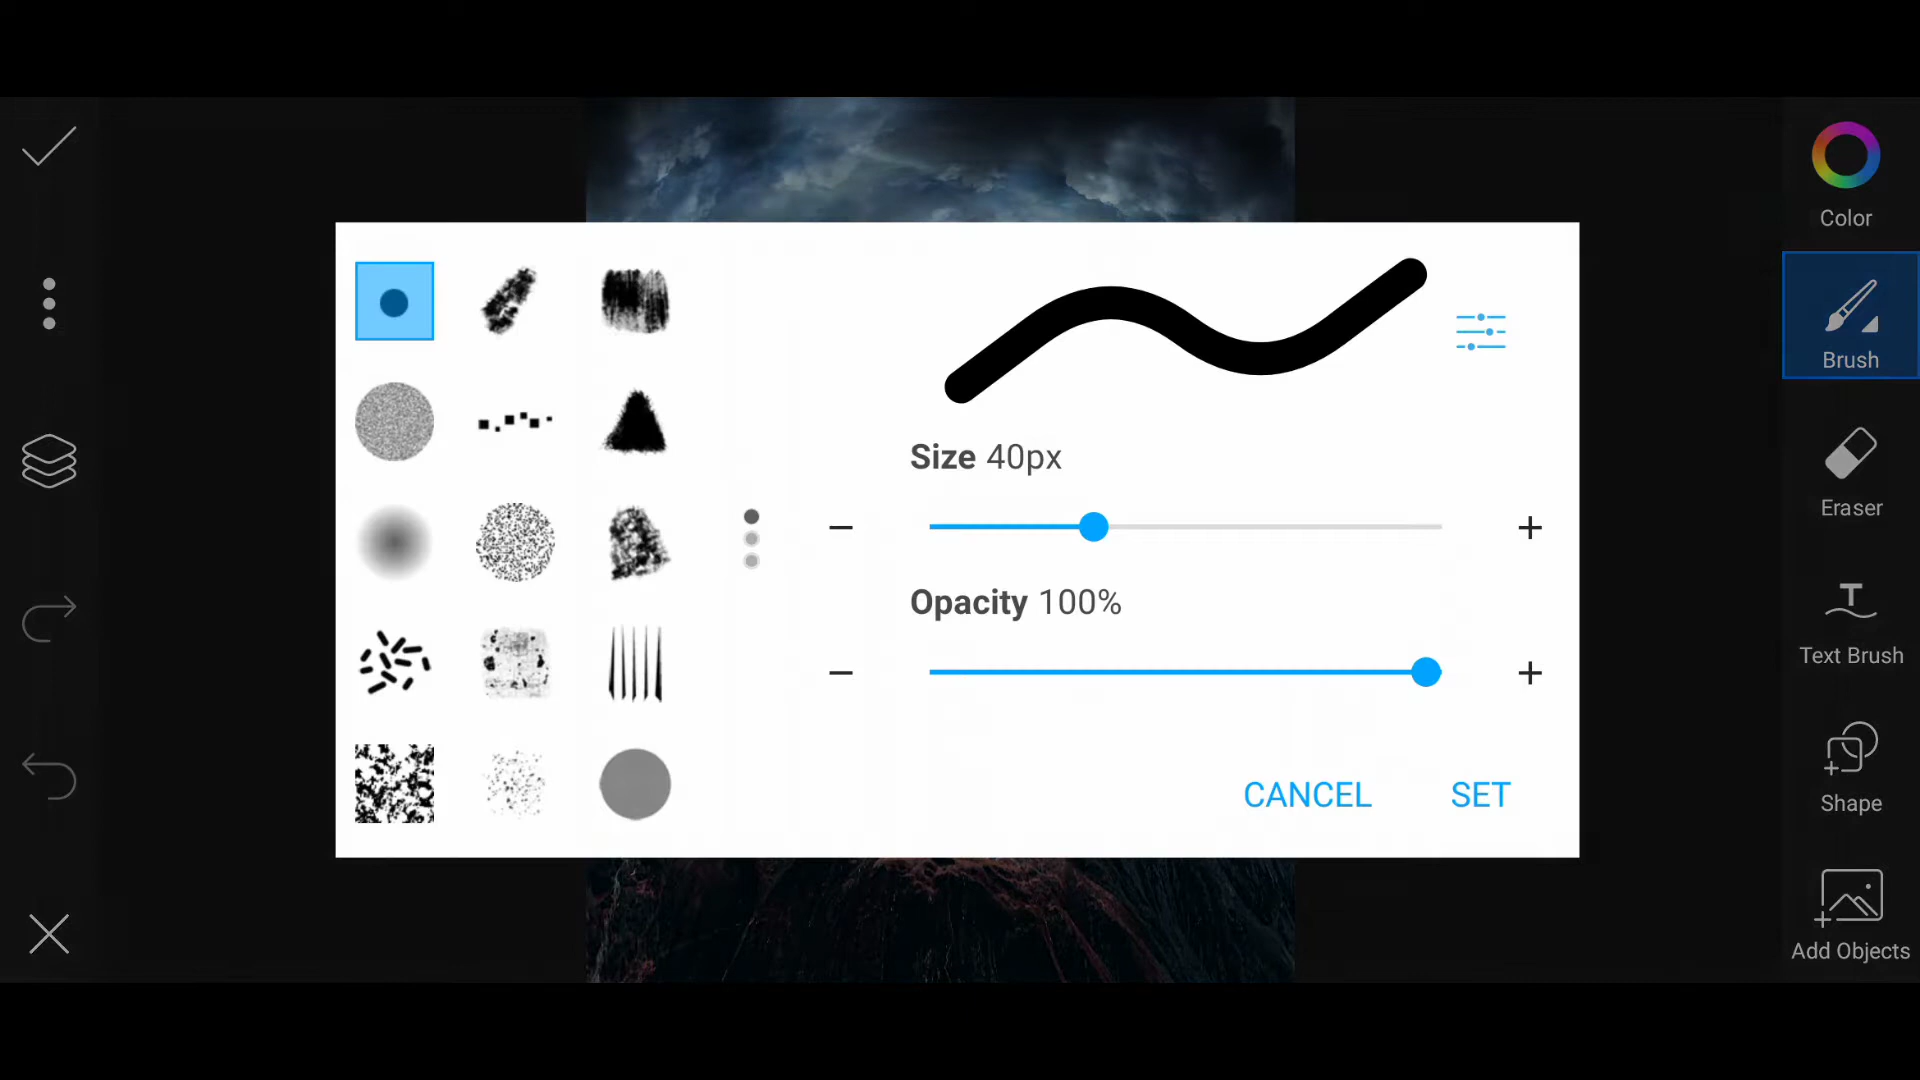 Color
Brush
Size 40px
Eraser
Opacity 100%
Text Brush
CANCEL SET
Shape
Add Objects